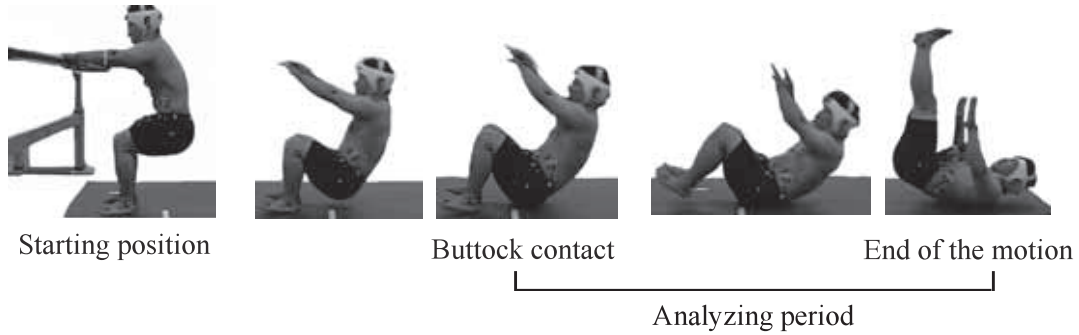 Starting position
Buttock contact
End of the motion
Analyzing period